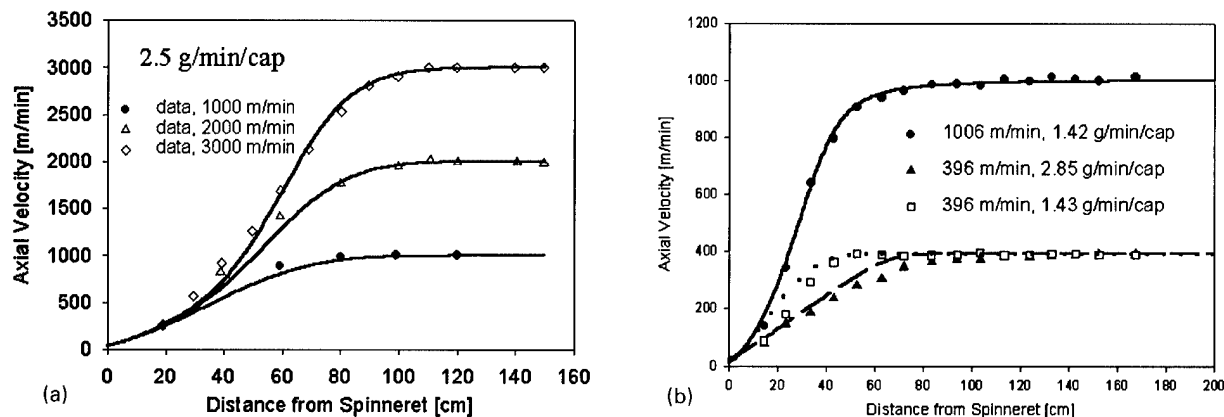 3500
3000
2500
2000
1500
1000
500
0
Axial Velocity [m/min]
2.5 g/min/cap
data, 1000 m/min
data, 2000 m/min
data, 3000 m/min
0 20 40 60 80 100 120 140 160
Distance from Spinneret [cm]
(a)
1200
1000
800
600
400
200
0
Axial Velocity [m/min]
1006 m/min, 1.42 g/min/cap
396 m/min, 2.85 g/min/cap
396 m/min, 1.43 g/min/cap
0 20 40 60 80 100 120 140 160 180 200
Distance from Spinneret [cm]
(b)